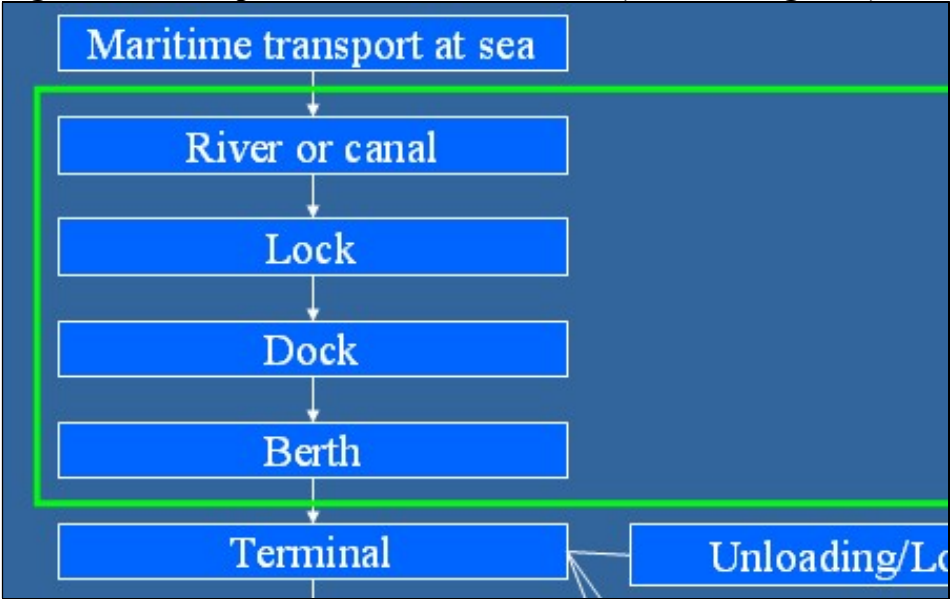 Maritime transport at sea
River or canal
Lock
Dock
Berth
Terminal
Unloading/Lo